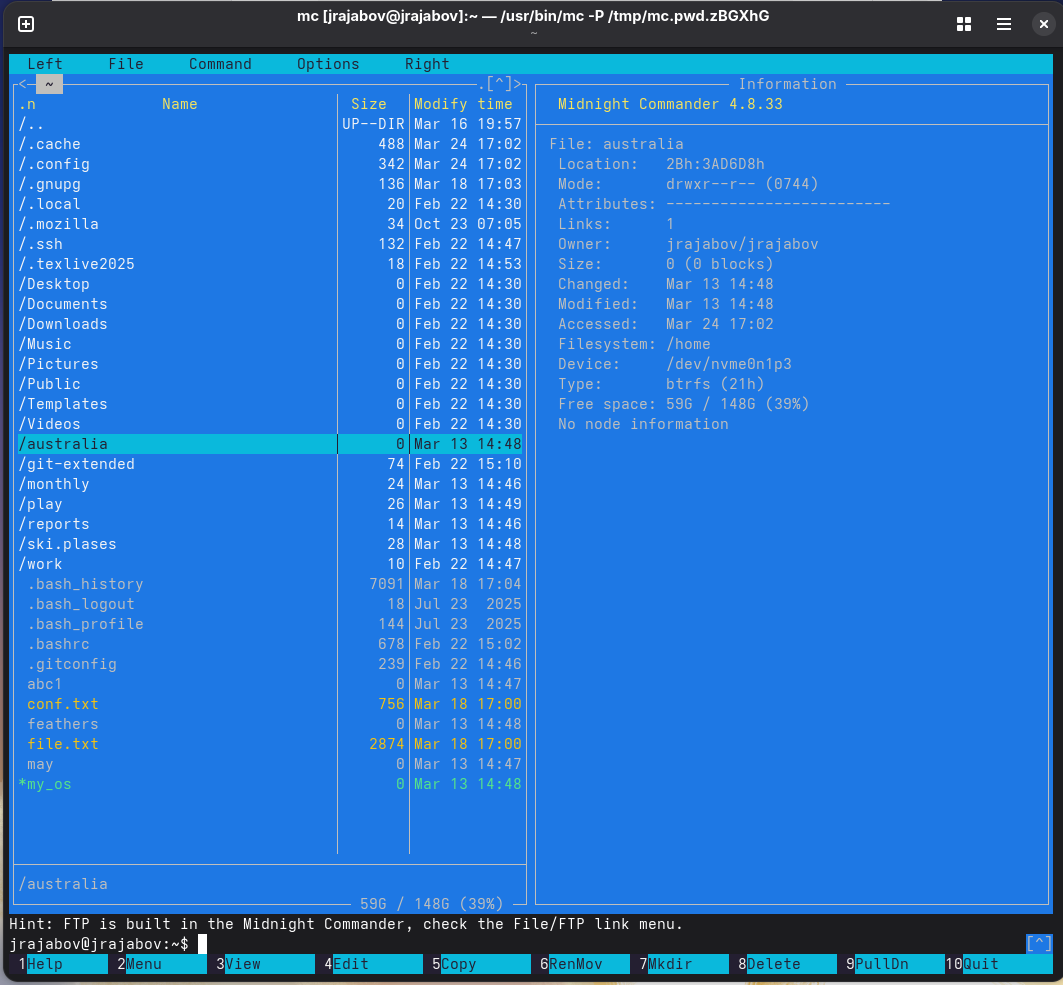 mc [jrajabov@jrajabov]:~ — /usr/bin/mc -P /tmp/mc.pwd.zBGXhG
~
Left File Command Options Right
<─ ~ ─.[^]>
.n Name Size Modify time
/.. UP--DIR Mar 16 19:57
/.cache 488 Mar 24 17:02
/.config 342 Mar 24 17:02
/.gnupg 136 Mar 18 17:03
/.local 20 Feb 22 14:30
/.mozilla 34 Oct 23 07:05
/.ssh 132 Feb 22 14:47
/.texlive2025 18 Feb 22 14:53
/Desktop 0 Feb 22 14:30
/Documents 0 Feb 22 14:30
/Downloads 0 Feb 22 14:30
/Music 0 Feb 22 14:30
/Pictures 0 Feb 22 14:30
/Public 0 Feb 22 14:30
/Templates 0 Feb 22 14:30
/Videos 0 Feb 22 14:30
/australia 0 Mar 13 14:48
/git-extended 74 Feb 22 15:10
/monthly 24 Mar 13 14:46
/play 26 Mar 13 14:49
/reports 14 Mar 13 14:46
/ski.plases 28 Mar 13 14:48
/work 10 Feb 22 14:47
.bash_history 7091 Mar 18 17:04
.bash_logout 18 Jul 23 2025
.bash_profile 144 Jul 23 2025
.bashrc 678 Feb 22 15:02
.gitconfig 239 Feb 22 14:46
abc1 0 Mar 13 14:47
conf.txt 756 Mar 18 17:00
feathers 0 Mar 13 14:48
file.txt 2874 Mar 18 17:00
may 0 Mar 13 14:47
*my_os 0 Mar 13 14:48
/australia
59G / 148G (39%)
Information
Midnight Commander 4.8.33
File: australia
Location: 2Bh:3AD6D8h
Mode: drwxr--r-- (0744)
Attributes: -------------------------
Links: 1
Owner: jrajabov/jrajabov
Size: 0 (0 blocks)
Changed: Mar 13 14:48
Modified: Mar 13 14:48
Accessed: Mar 24 17:02
Filesystem: /home
Device: /dev/nvme0n1p3
Type: btrfs (21h)
Free space: 59G / 148G (39%)
No node information
Hint: FTP is built in the Midnight Commander, check the File/FTP link menu.
jrajabov@jrajabov:~$ [^]
1Help 2Menu 3View 4Edit 5Copy 6RenMov 7Mkdir 8Delete 9PullDn 10Quit